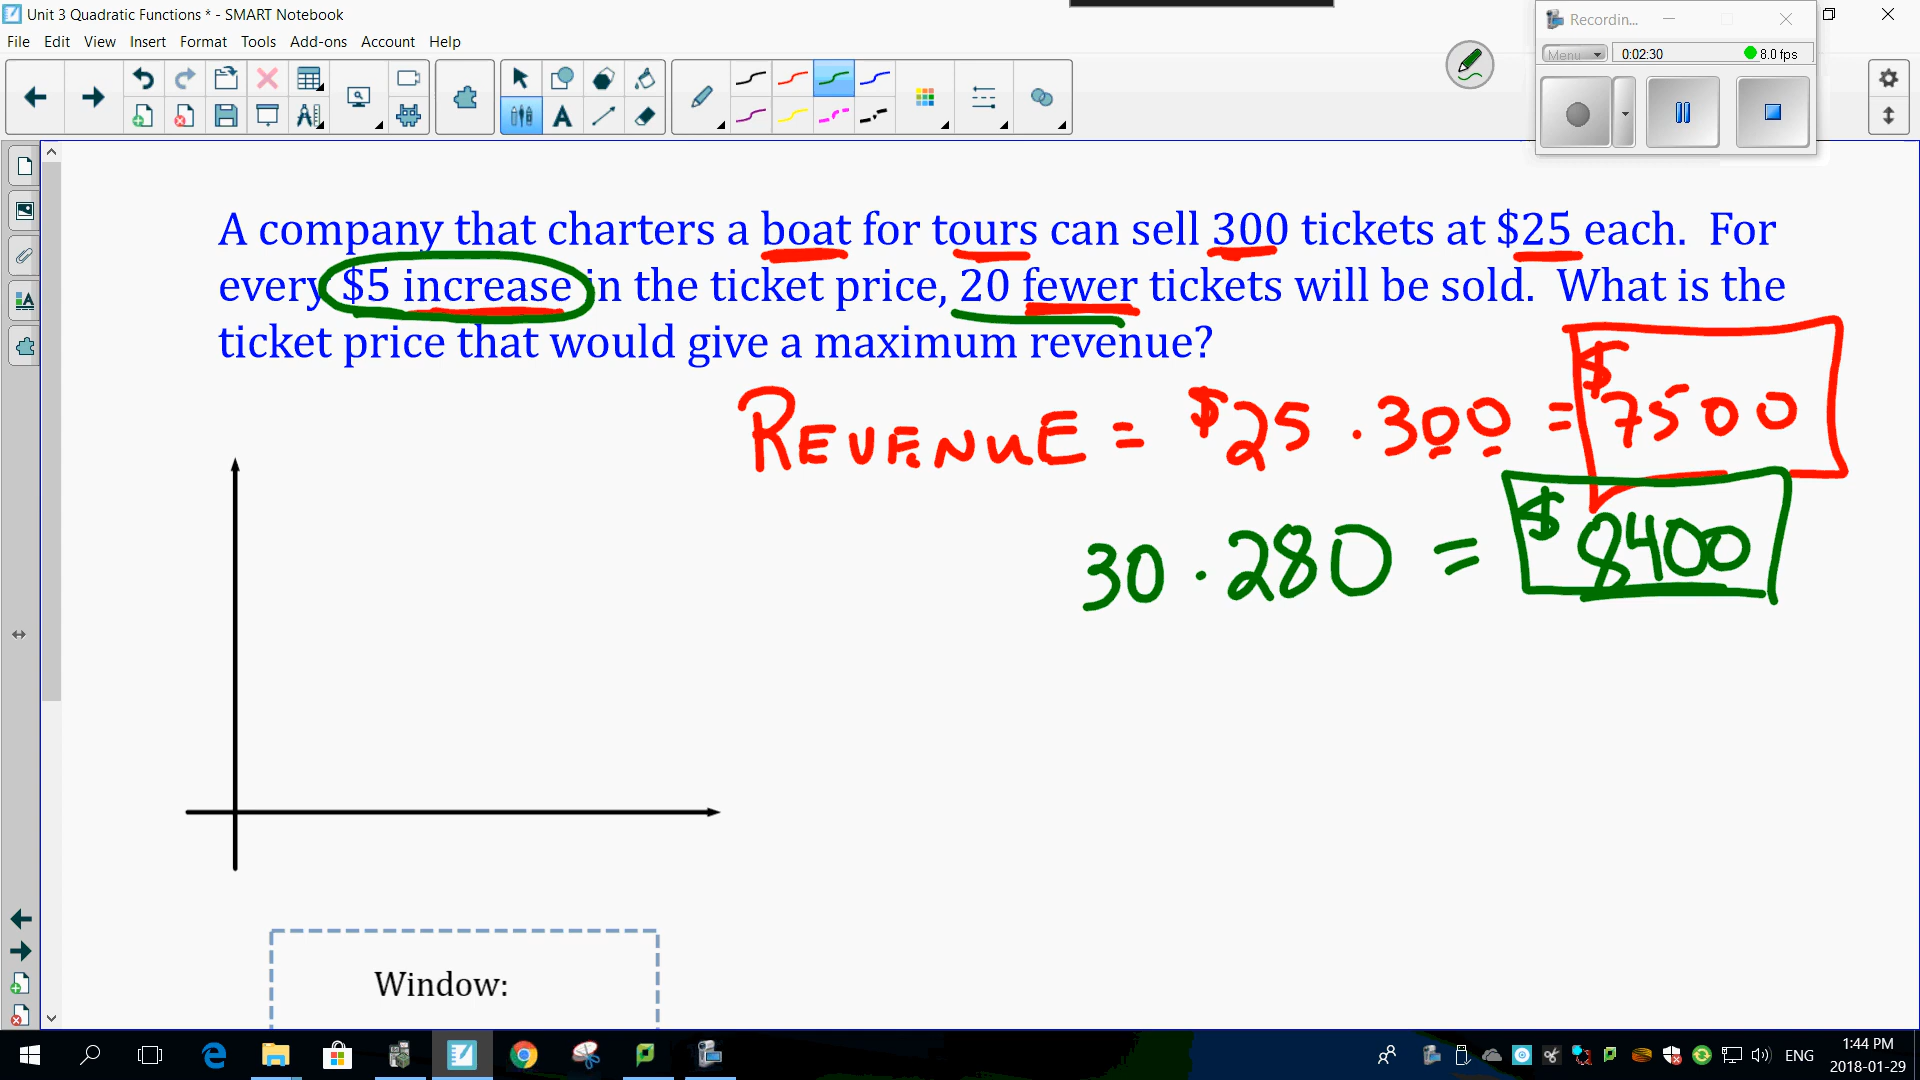 Unit 3 Quadratic Functions * - SMART Notebook
Recordin...
File Edit View Insert Format Tools Add-ons Account Help
Menu 0:02:30 8.0 fps
A company that charters a boat for tours can sell 300 tickets at $25 each. For
every $5 increase in the ticket price, 20 fewer tickets will be sold. What is the
ticket price that would give a maximum revenue?
REVENUE = $25 · 300 = $7500
30 · 280 = $8400
Window:
ENG
1:44 PM
2018-01-29